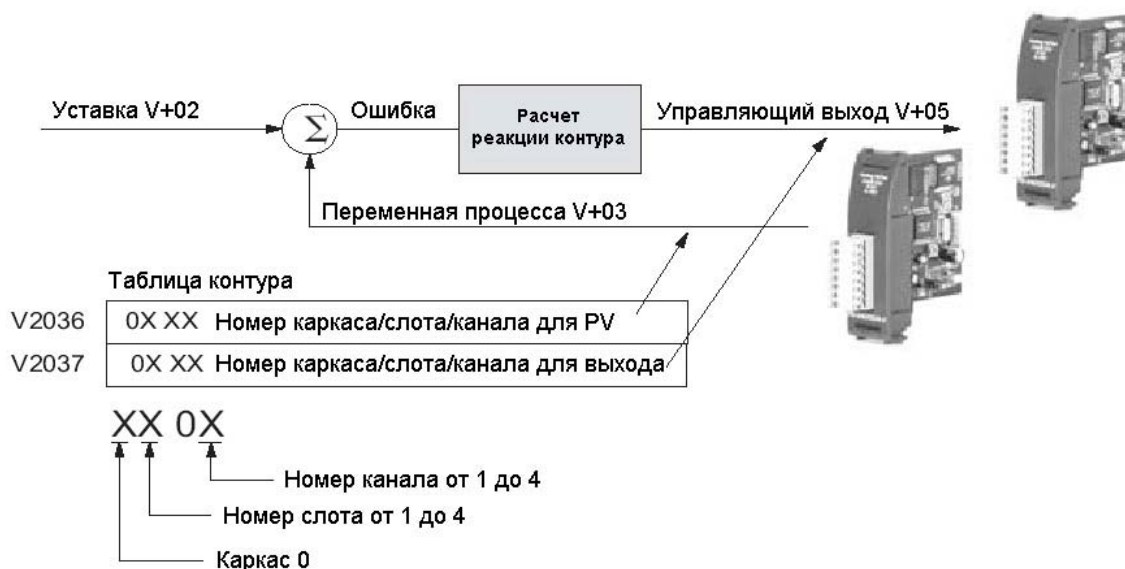 Уставка V+02
Σ
Ошибка
Расчет
реакции контура
Управляющий выход V+05
Переменная процесса V+03
Таблица контура
V2036 0X XX Номер каркаса/слота/канала для PV
V2037 0X XX Номер каркаса/слота/канала для выхода
XX 0X
Номер канала от 1 до 4
Номер слота от 1 до 4
Каркас 0